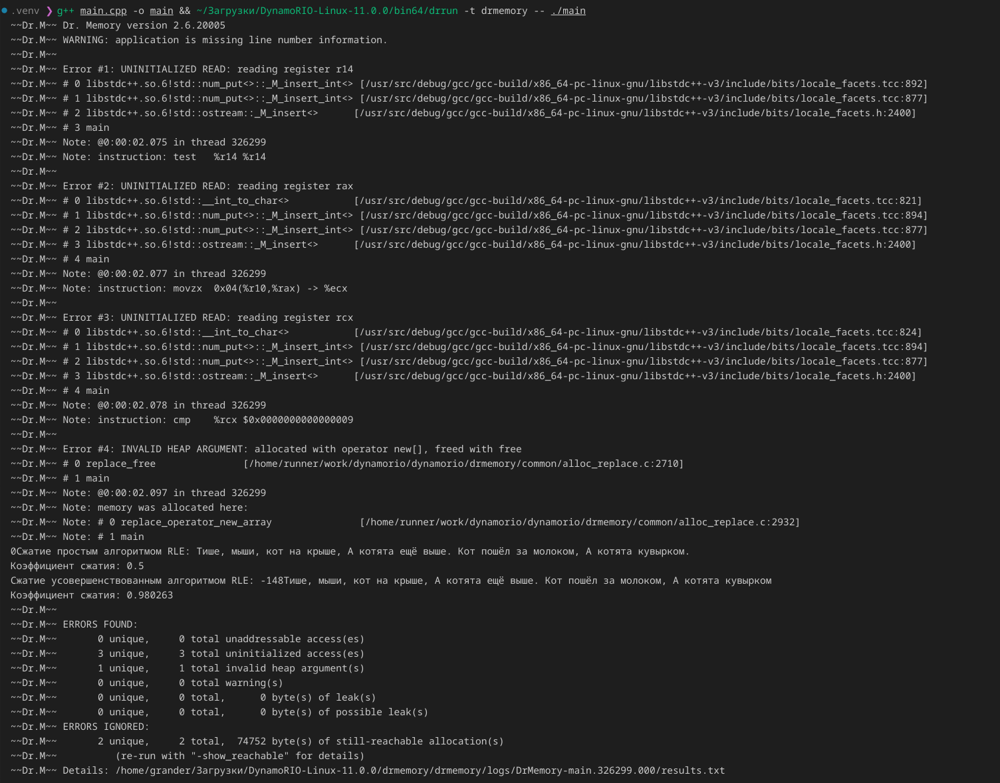 .venv ❯ g++ main.cpp -o main && ~/Загрузки/DynamoRIO-Linux-11.0.0/bin64/drrun -t drmemory -- ./main
~~Dr.M~~ Dr. Memory version 2.6.20005
~~Dr.M~~ WARNING: application is missing line number information.
~~Dr.M~~
~~Dr.M~~ Error #1: UNINITIALIZED READ: reading register r14
~~Dr.M~~ # 0 libstdc++.so.6!std::num_put<>::_M_insert_int<> [/usr/src/debug/gcc/gcc-build/x86_64-pc-linux-gnu/libstdc++-v3/include/bits/locale_facets.tcc:892]
~~Dr.M~~ # 1 libstdc++.so.6!std::num_put<>::_M_insert_int<> [/usr/src/debug/gcc/gcc-build/x86_64-pc-linux-gnu/libstdc++-v3/include/bits/locale_facets.tcc:877]
~~Dr.M~~ # 2 libstdc++.so.6!std::ostream::_M_insert<>      [/usr/src/debug/gcc/gcc-build/x86_64-pc-linux-gnu/libstdc++-v3/include/bits/locale_facets.h:2400]
~~Dr.M~~ # 3 main
~~Dr.M~~ Note: @0:00:02.075 in thread 326299
~~Dr.M~~ Note: instruction: test   %r14 %r14
~~Dr.M~~
~~Dr.M~~ Error #2: UNINITIALIZED READ: reading register rax
~~Dr.M~~ # 0 libstdc++.so.6!std::__int_to_char<>           [/usr/src/debug/gcc/gcc-build/x86_64-pc-linux-gnu/libstdc++-v3/include/bits/locale_facets.tcc:821]
~~Dr.M~~ # 1 libstdc++.so.6!std::num_put<>::_M_insert_int<> [/usr/src/debug/gcc/gcc-build/x86_64-pc-linux-gnu/libstdc++-v3/include/bits/locale_facets.tcc:894]
~~Dr.M~~ # 2 libstdc++.so.6!std::num_put<>::_M_insert_int<> [/usr/src/debug/gcc/gcc-build/x86_64-pc-linux-gnu/libstdc++-v3/include/bits/locale_facets.tcc:877]
~~Dr.M~~ # 3 libstdc++.so.6!std::ostream::_M_insert<>      [/usr/src/debug/gcc/gcc-build/x86_64-pc-linux-gnu/libstdc++-v3/include/bits/locale_facets.h:2400]
~~Dr.M~~ # 4 main
~~Dr.M~~ Note: @0:00:02.077 in thread 326299
~~Dr.M~~ Note: instruction: movzx  0x04(%r10,%rax) -> %ecx
~~Dr.M~~
~~Dr.M~~ Error #3: UNINITIALIZED READ: reading register rcx
~~Dr.M~~ # 0 libstdc++.so.6!std::__int_to_char<>           [/usr/src/debug/gcc/gcc-build/x86_64-pc-linux-gnu/libstdc++-v3/include/bits/locale_facets.tcc:824]
~~Dr.M~~ # 1 libstdc++.so.6!std::num_put<>::_M_insert_int<> [/usr/src/debug/gcc/gcc-build/x86_64-pc-linux-gnu/libstdc++-v3/include/bits/locale_facets.tcc:894]
~~Dr.M~~ # 2 libstdc++.so.6!std::num_put<>::_M_insert_int<> [/usr/src/debug/gcc/gcc-build/x86_64-pc-linux-gnu/libstdc++-v3/include/bits/locale_facets.tcc:877]
~~Dr.M~~ # 3 libstdc++.so.6!std::ostream::_M_insert<>      [/usr/src/debug/gcc/gcc-build/x86_64-pc-linux-gnu/libstdc++-v3/include/bits/locale_facets.h:2400]
~~Dr.M~~ # 4 main
~~Dr.M~~ Note: @0:00:02.078 in thread 326299
~~Dr.M~~ Note: instruction: cmp    %rcx $0x0000000000000009
~~Dr.M~~
~~Dr.M~~ Error #4: INVALID HEAP ARGUMENT: allocated with operator new[], freed with free
~~Dr.M~~ # 0 replace_free               [/home/runner/work/dynamorio/dynamorio/drmemory/common/alloc_replace.c:2710]
~~Dr.M~~ # 1 main
~~Dr.M~~ Note: @0:00:02.097 in thread 326299
~~Dr.M~~ Note: memory was allocated here:
~~Dr.M~~ Note: # 0 replace_operator_new_array               [/home/runner/work/dynamorio/dynamorio/drmemory/common/alloc_replace.c:2932]
~~Dr.M~~ Note: # 1 main
0Сжатие простым алгоритмом RLE: Тише, мыши, кот на крыше, А котята ещё выше. Кот пошёл за молоком, А котята кувырком.
Коэффициент сжатия: 0.5
Сжатие усовершенствованным алгоритмом RLE: -148Тише, мыши, кот на крыше, А котята ещё выше. Кот пошёл за молоком, А котята кувырком
Коэффициент сжатия: 0.980263
~~Dr.M~~
~~Dr.M~~ ERRORS FOUND:
~~Dr.M~~       0 unique,     0 total unaddressable access(es)
~~Dr.M~~       3 unique,     3 total uninitialized access(es)
~~Dr.M~~       1 unique,     1 total invalid heap argument(s)
~~Dr.M~~       0 unique,     0 total warning(s)
~~Dr.M~~       0 unique,     0 total,      0 byte(s) of leak(s)
~~Dr.M~~       0 unique,     0 total,      0 byte(s) of possible leak(s)
~~Dr.M~~ ERRORS IGNORED:
~~Dr.M~~       2 unique,     2 total,  74752 byte(s) of still-reachable allocation(s)
~~Dr.M~~          (re-run with "-show_reachable" for details)
~~Dr.M~~ Details: /home/grander/Загрузки/DynamoRIO-Linux-11.0.0/drmemory/drmemory/logs/DrMemory-main.326299.000/results.txt